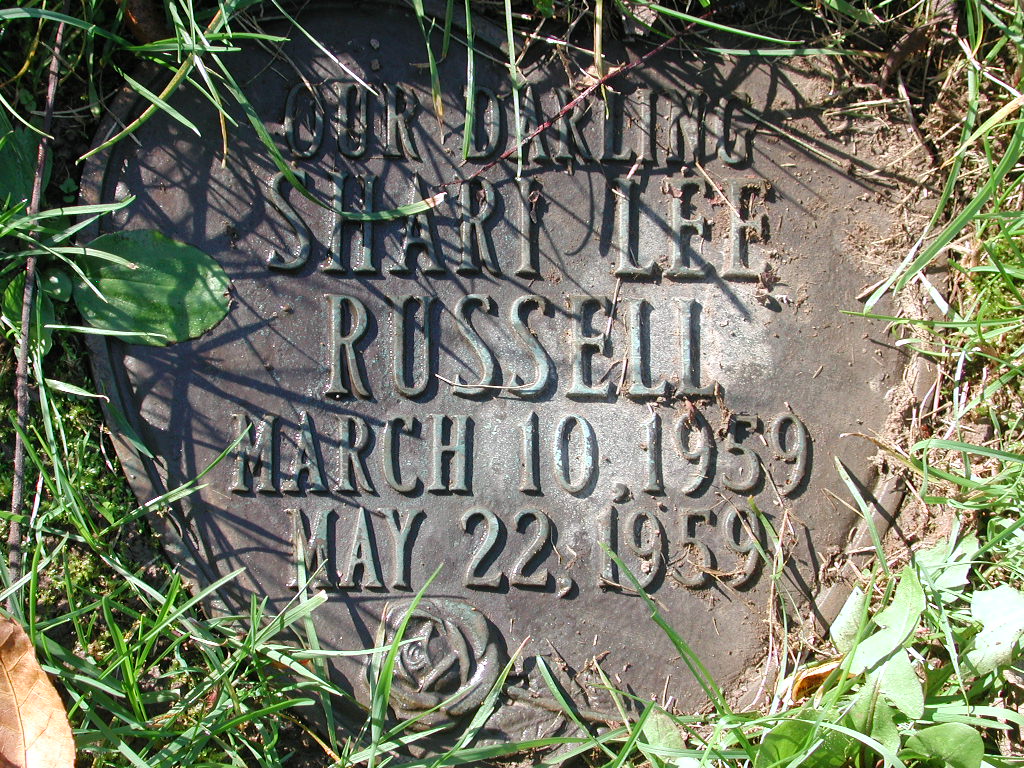 OUR DARLING
SHARI LEE
RUSSELL
MARCH 10, 1959
MAY 22, 1959